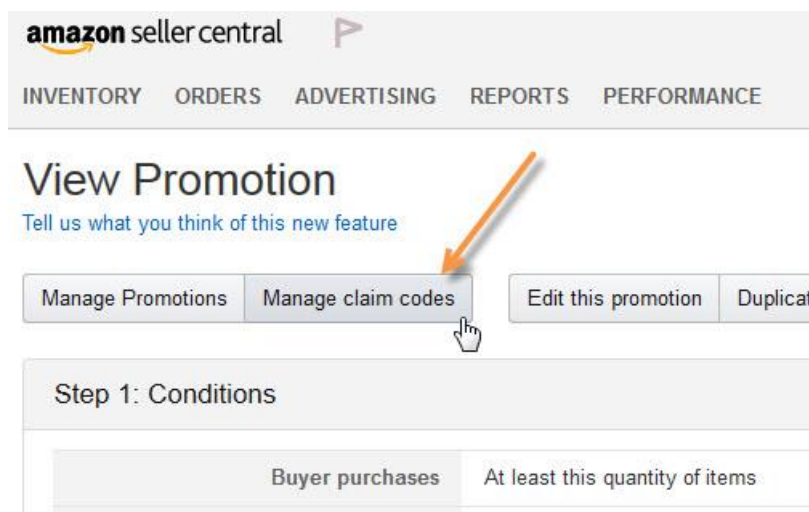 amazon seller central
INVENTORY ORDERS ADVERTISING REPORTS PERFORMANCE
View Promotion
Tell us what you think of this new feature
Manage Promotions Manage claim codes Edit this promotion Duplicat
Step 1: Conditions
Buyer purchases At least this quantity of items